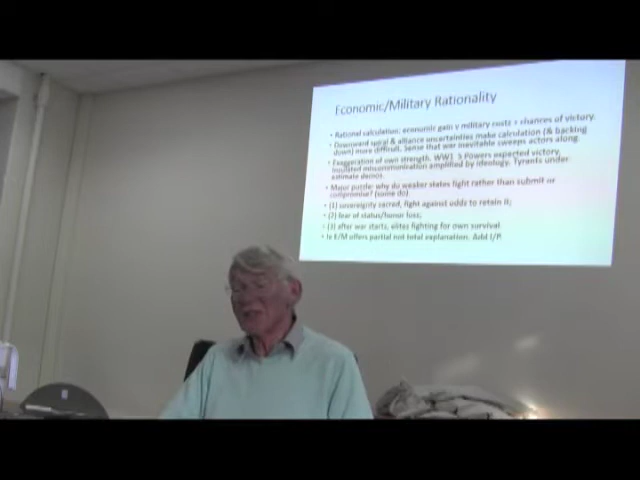 Economic/Military Rationality
• Rational calculation: economic gain v military costs + chances of victory.
• Downward spiral & alliance uncertainties make calculation (& backing
down) more difficult. Sense that war inevitable sweeps actors along.
• Exaggeration of own strength. WW1 Powers expected victory,
insulated miscommunication amplified by ideology. Tyrants under-
estimate demos.
• Major puzzle: why do weaker states fight rather than submit or
compromise? (some do)
• (1) sovereignty sacred, fight against odds to retain it;
• (2) fear of status/honor loss;
• (3) after war starts, elites fighting for own survival
• Is E/M offers partial not total explanation. Add I/P.